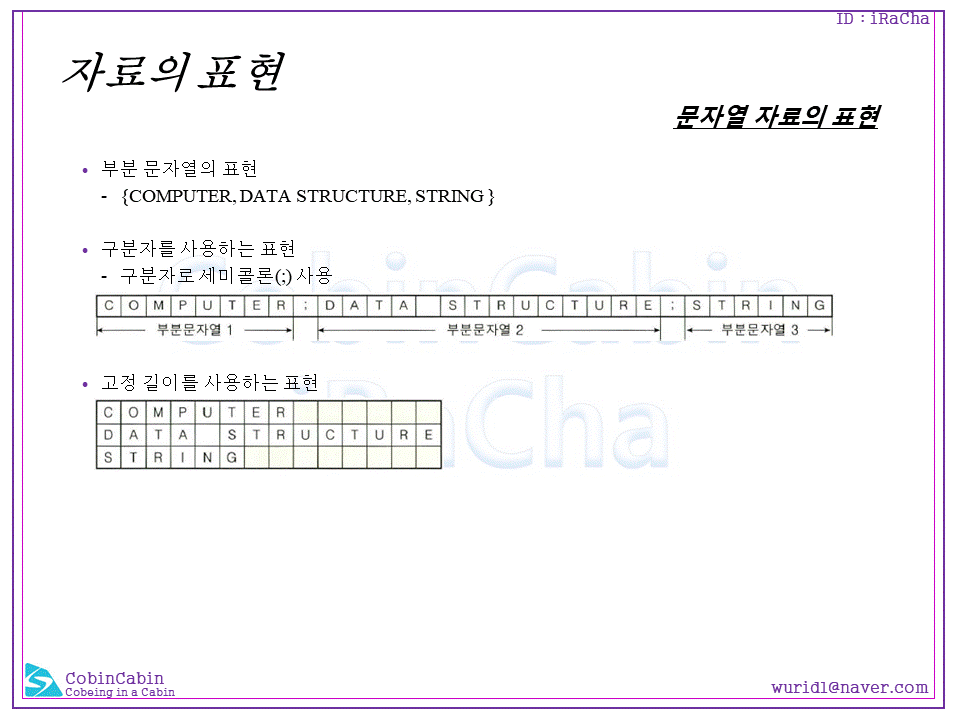 ID : iRaCha
자료의 표현
문자열 자료의 표현
• 부분 문자열의 표현
- {COMPUTER, DATA STRUCTURE, STRING }
• 구분자를 사용하는 표현
- 구분자로 세미콜론(;) 사용
C O M P U T E R ; D A T A S T R U C T U R E ; S T R I N G
부분문자열 1 부분문자열 2 부분문자열 3
• 고정 길이를 사용하는 표현
C O M P U T E R
D A T A S T R U C T U R E
S T R I N G
CobinCabin
iRaCha
CobinCabin
Cobeing in a Cabin
wuridl@naver.com